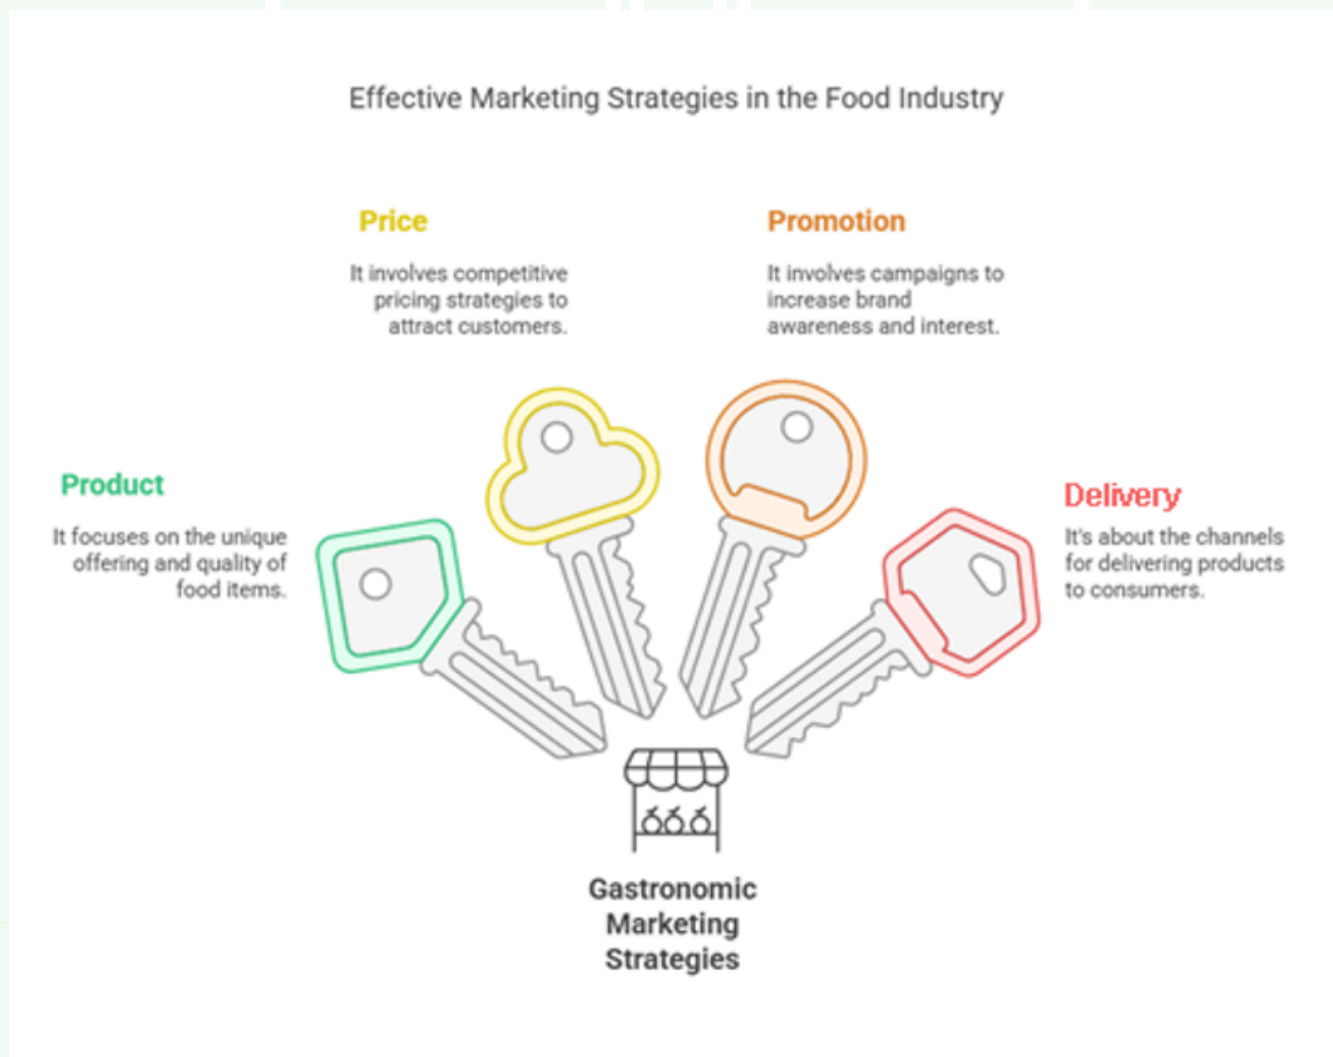 Effective Marketing Strategies in the Food Industry
Price
It involves competitive
pricing strategies to
attract customers.
Promotion
It involves campaigns to
increase brand
awareness and interest.
Product
It focuses on the unique
offering and quality of
food items.
Delivery
It's about the channels
for delivering products
to consumers.
Gastronomic
Marketing
Strategies